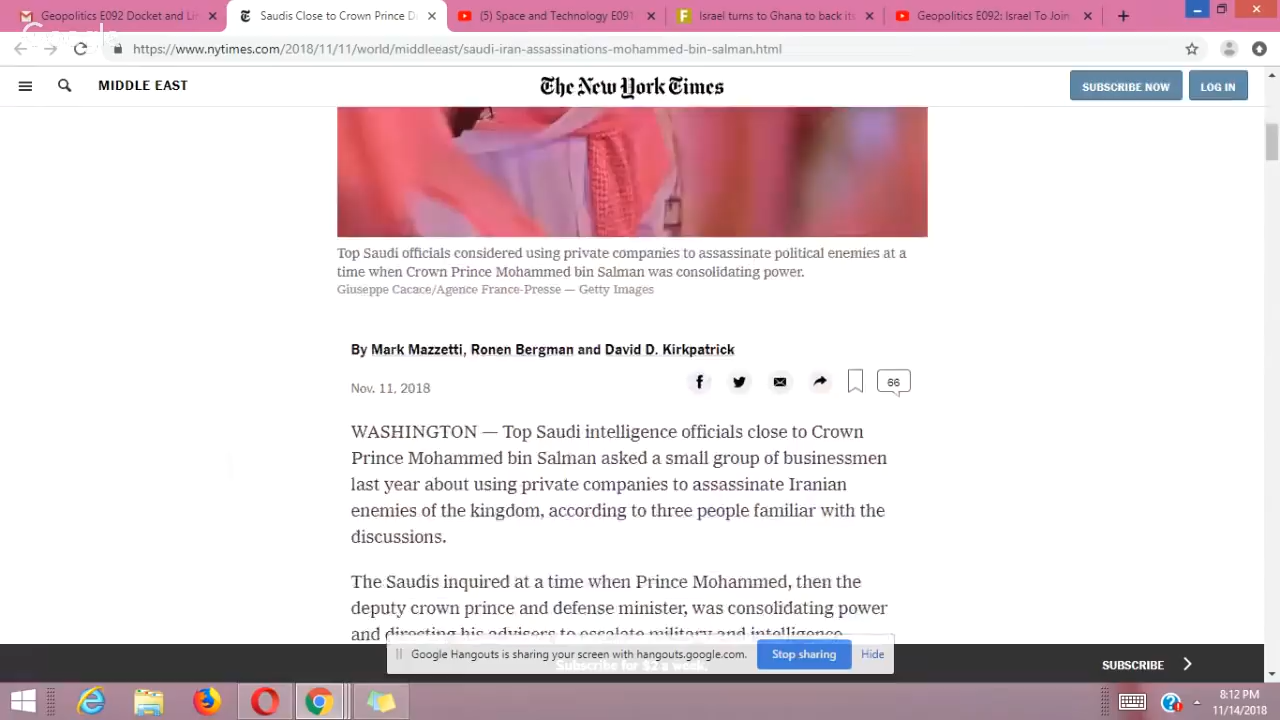 Geopolitics E092 Docket and Lin
Saudis Close to Crown Prince D
(5) Space and Technology E091
Israel turns to Ghana to back its
Geopolitics E092: Israel To Join
https://www.nytimes.com/2018/11/11/world/middleeast/saudi-iran-assassinations-mohammed-bin-salman.html
MIDDLE EAST
The New York Times
SUBSCRIBE NOW
LOG IN
Top Saudi officials considered using private companies to assassinate political enemies at a
time when Crown Prince Mohammed bin Salman was consolidating power.
Giuseppe Cacace/Agence France-Presse — Getty Images
By Mark Mazzetti, Ronen Bergman and David D. Kirkpatrick
Nov. 11, 2018
66
WASHINGTON — Top Saudi intelligence officials close to Crown
Prince Mohammed bin Salman asked a small group of businessmen
last year about using private companies to assassinate Iranian
enemies of the kingdom, according to three people familiar with the
discussions.
The Saudis inquired at a time when Prince Mohammed, then the
deputy crown prince and defense minister, was consolidating power
and directing his advisers to escalate military and intelligence
Google Hangouts is sharing your screen with hangouts.google.com.
Stop sharing
Hide
Subscribe for $2 a week.
SUBSCRIBE
8:12 PM
11/14/2018